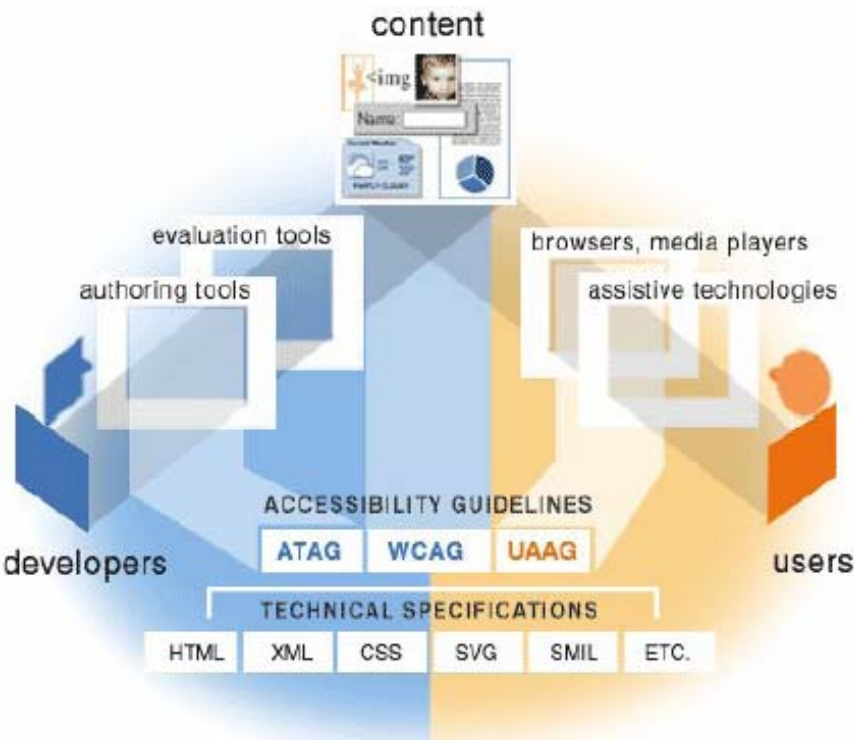 content
<img
Name:
evaluation tools
browsers, media players
authoring tools
assistive technologies
ACCESSIBILITY GUIDELINES
ATAG WCAG UAAG
developers
users
TECHNICAL SPECIFICATIONS
HTML XML CSS SVG SMIL ETC.